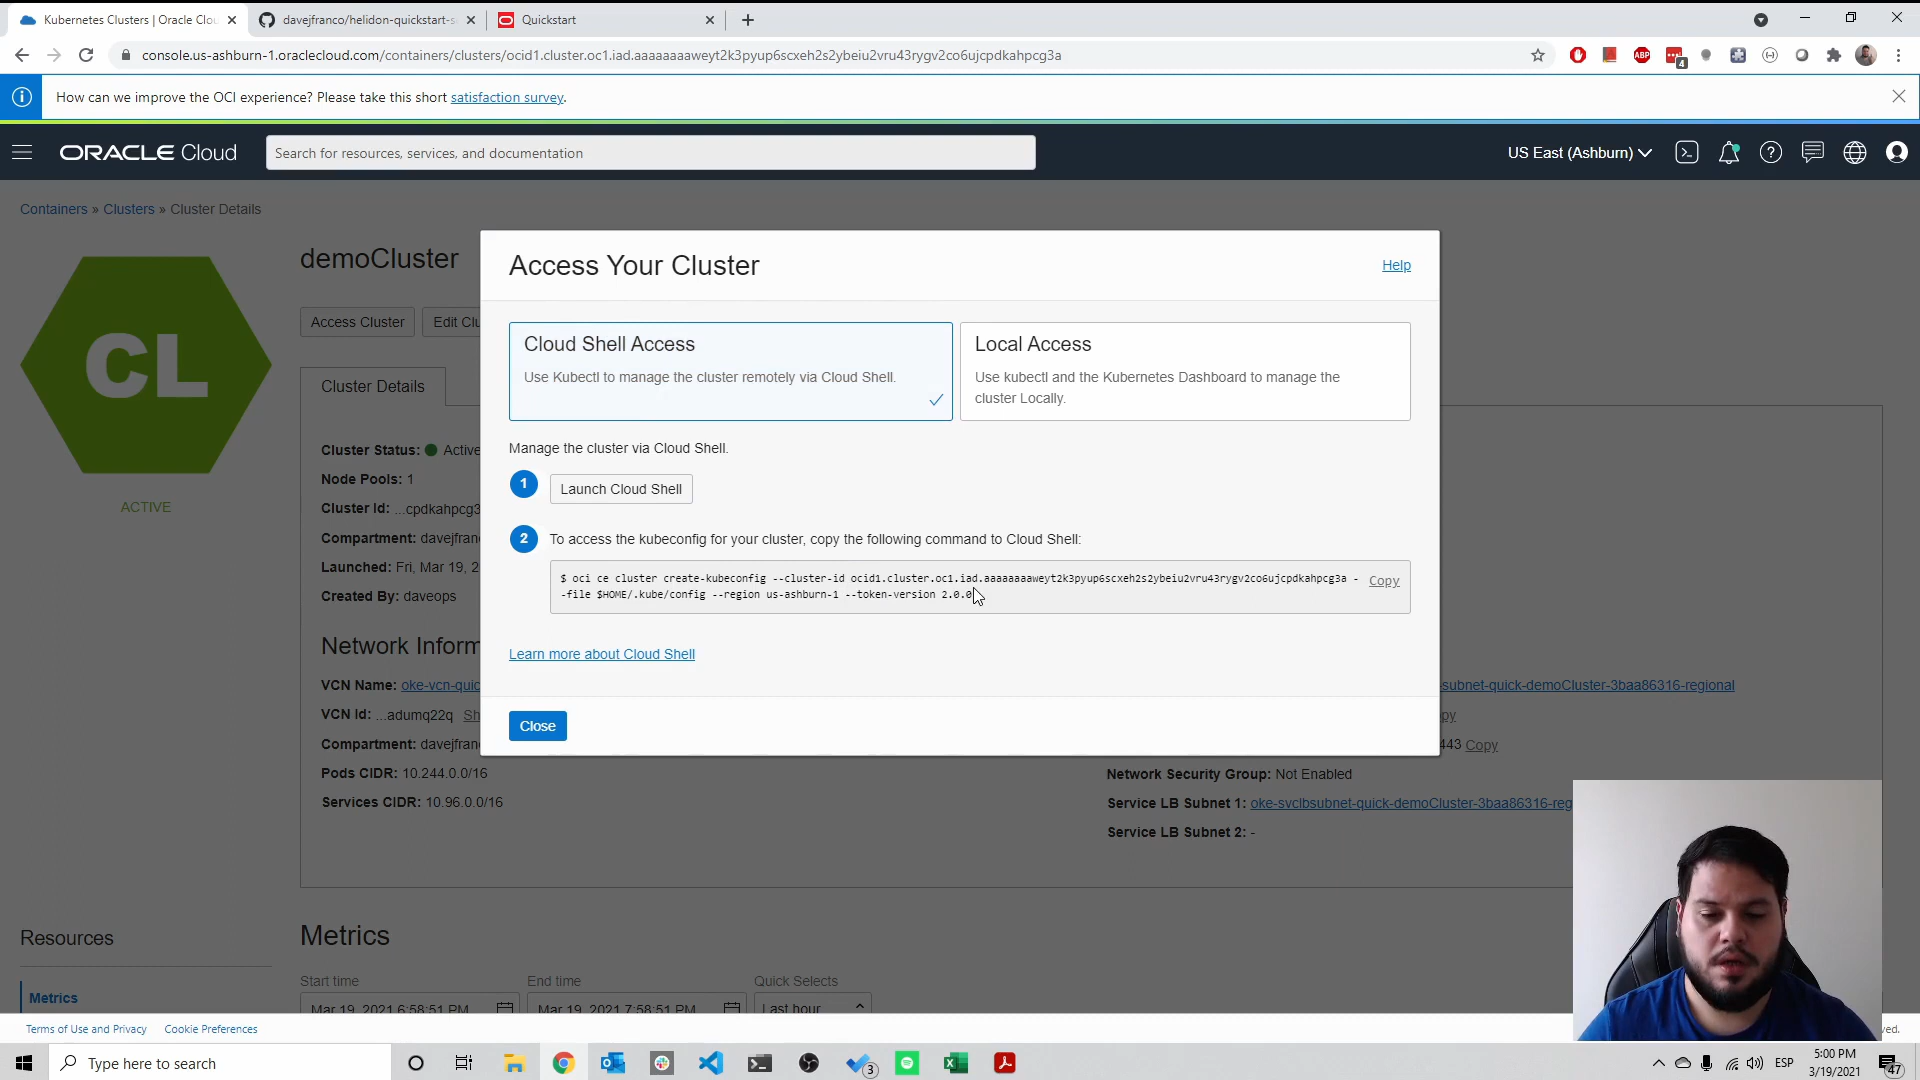 Kubernetes Clusters | Oracle Clou
davejfranco/helidon-quickstart-s
Quickstart
console.us-ashburn-1.oraclecloud.com/containers/clusters/ocid1.cluster.oc1.iad.aaaaaaaaweyt2k3pyup6scxeh2s2ybeiu2vru43rygv2co6ujcpdkahpcg3a
ABP
4
How can we improve the OCI experience? Please take this short satisfaction survey.
ORACLE Cloud
Search for resources, services, and documentation
US East (Ashburn)
Containers » Clusters » Cluster Details
CL
ACTIVE
demoCluster
Access Cluster
Edit Clu
Cluster Details
Cluster Status: Active
Node Pools: 1
Cluster Id: ...cpdkahpcg3
Compartment: davejfran
Launched: Fri, Mar 19, 2
Created By: daveops
Network Inform
VCN Name: oke-vcn-quic
VCN Id: ...adumq22q Sh
Compartment: davejfran
Pods CIDR: 10.244.0.0/16
Services CIDR: 10.96.0.0/16
Access Your Cluster
Help
Cloud Shell Access
Use Kubectl to manage the cluster remotely via Cloud Shell.
Local Access
Use kubectl and the Kubernetes Dashboard to manage the
cluster Locally.
Manage the cluster via Cloud Shell.
1
Launch Cloud Shell
2
To access the kubeconfig for your cluster, copy the following command to Cloud Shell:
$ oci ce cluster create-kubeconfig --cluster-id ocid1.cluster.oc1.iad.aaaaaaaaweyt2k3pyup6scxeh2s2ybeiu2vru43rygv2co6ujcpdkahpcg3a -
-file $HOME/.kube/config --region us-ashburn-1 --token-version 2.0.0
Copy
Learn more about Cloud Shell
Close
subnet-quick-demoCluster-3baa86316-regional
py
443 Copy
Network Security Group: Not Enabled
Service LB Subnet 1: oke-svclbsubnet-quick-demoCluster-3baa86316-reg
Service LB Subnet 2: -
Resources
Metrics
Metrics
Start time
End time
Quick Selects
Mar 19, 2021 6:58:51 PM
Mar 19, 2021 7:58:51 PM
Last hour
Terms of Use and Privacy
Cookie Preferences
ved.
Type here to search
3
ESP
5:00 PM
3/19/2021
47